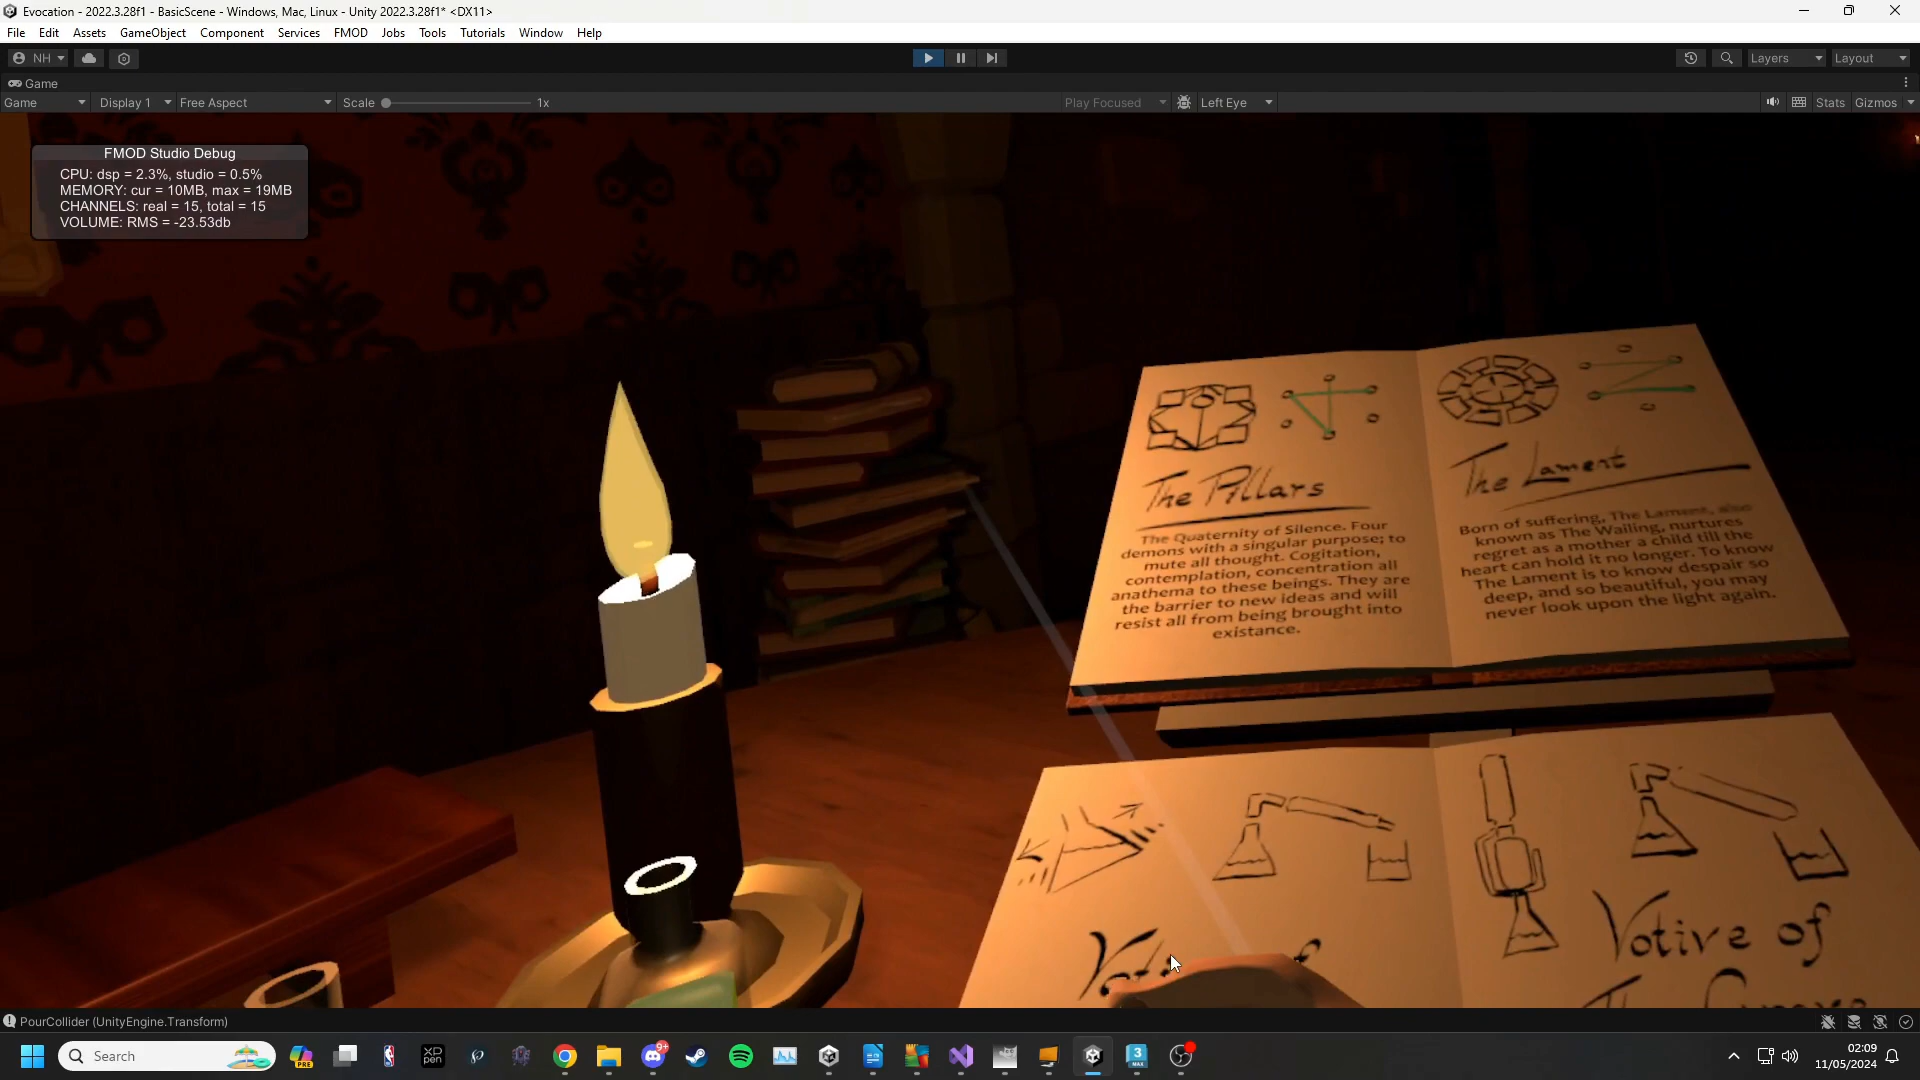 Evocation - 2022.3.28f1 - BasicScene - Windows, Mac, Linux - Unity 2022.3.28f1* <DX11>
File Edit Assets GameObject Component Services FMOD Jobs Tools Tutorials Window Help
NH Layers Layout
Game
Game Display 1 Free Aspect Scale 1x Play Focused Left Eye Stats Gizmos
FMOD Studio Debug
CPU: dsp = 2.3%, studio = 0.5%
MEMORY: cur = 10MB, max = 19MB
CHANNELS: real = 15, total = 15
VOLUME: RMS = -23.53db
The Pillars
The Quaternity of Silence. Four
demons with a singular purpose; to
mute all thought. Cogitation,
contemplation, concentration all
anathema to these beings. They are
the barrier to new ideas and will
resist all from being brought into
existance.
The Lament
Born of suffering, The Lament, also
known as The Wailing, nurtures
regret as a mother a child till the
heart can hold it no longer. To know
The Lament is to know despair so
deep, and so beautiful, you may
never look upon the light again.
Votive of
PourCollider (UnityEngine.Transform)
Search
PRE
XP
PEN
9+
3
MAX
02:09
11/05/2024